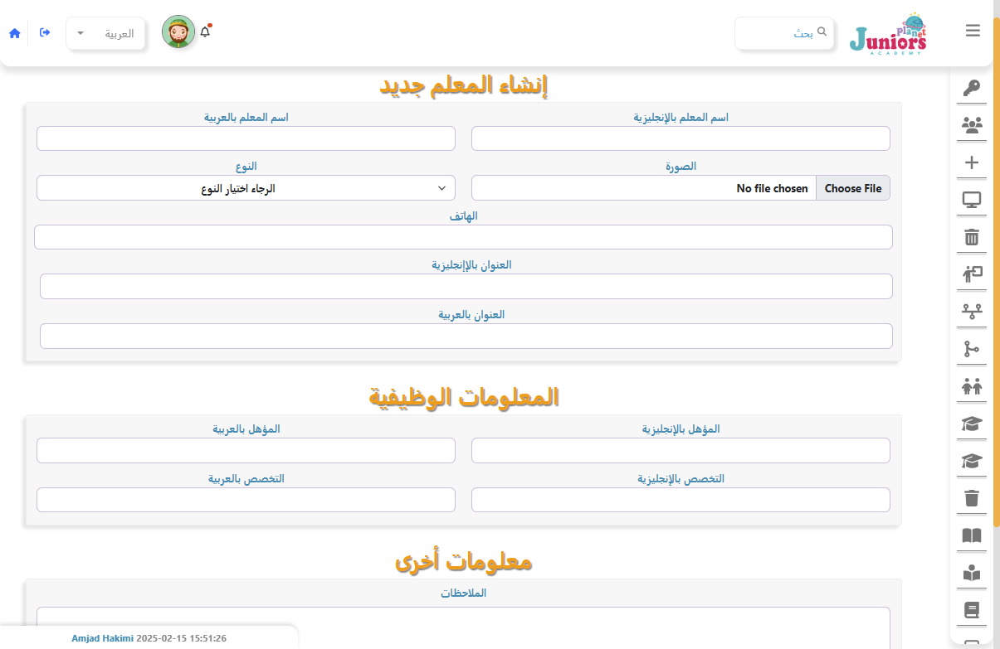 Juniors planet
ACADEMY
بحث
العربية
إنشاء المعلم جديد
اسم المعلم بالإنجليزية
اسم المعلم بالعربية
الصورة
النوع
Choose File No file chosen
الرجاء اختيار النوع
الهاتف
العنوان بالإنجليزية
العنوان بالعربية
المعلومات الوظيفية
المؤهل بالإنجليزية
المؤهل بالعربية
التخصص بالإنجليزية
التخصص بالعربية
معلومات أخرى
الملاحظات
Amjad Hakimi 2025-02-15 15:51:26